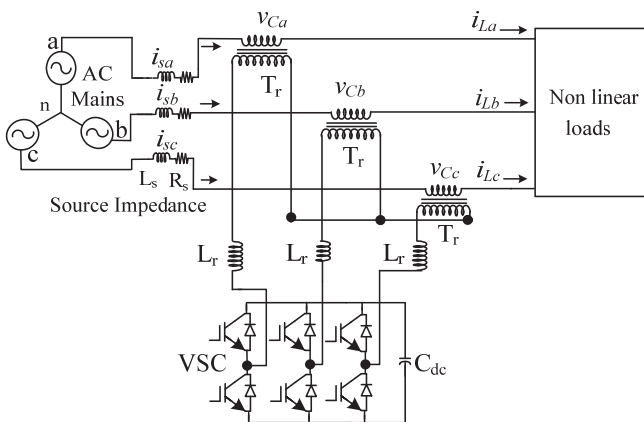 v_Ca
i_La
a
i_sa
AC
Mains
T_r
v_Cb
i_Lb
n
i_sb
b
Non linear
loads
c
i_sc
T_r
v_Cc
i_Lc
L_s R_s
Source Impedance
T_r
L_r L_r L_r
VSC
C_dc